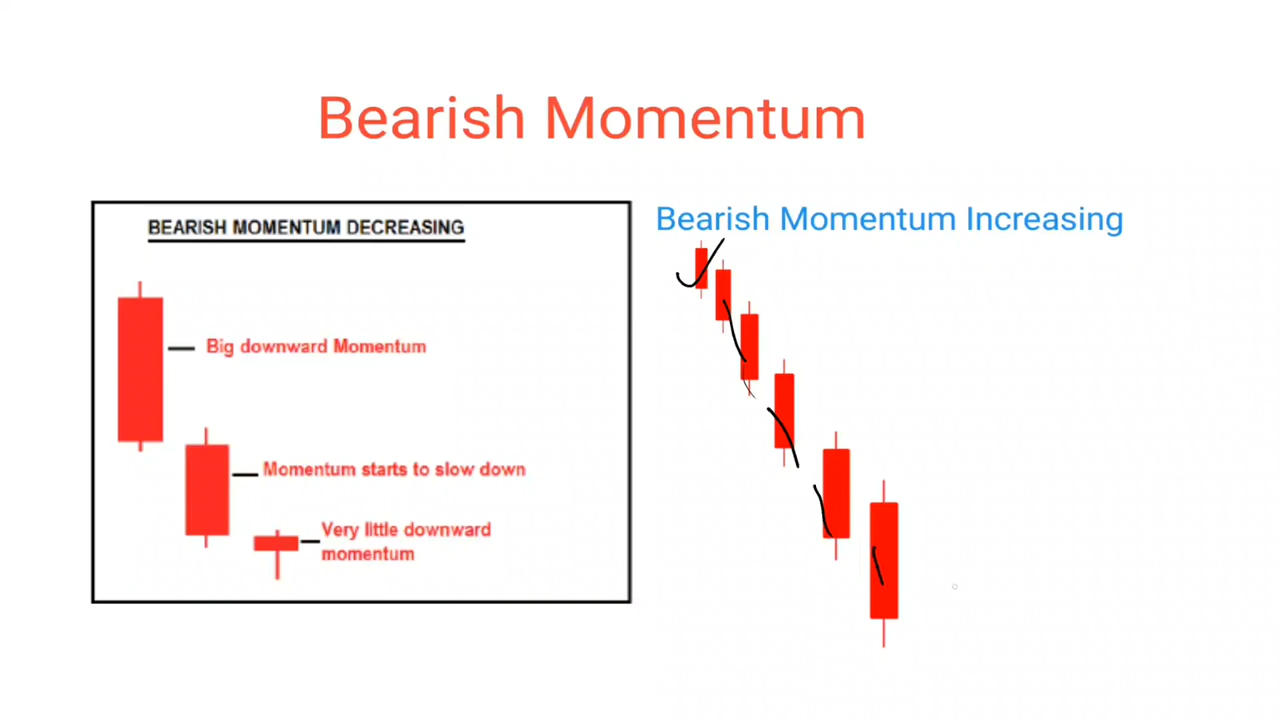 Bearish Momentum
BEARISH MOMENTUM DECREASING
Big downward Momentum
Momentum starts to slow down
Very little downward
momentum
Bearish Momentum Increasing